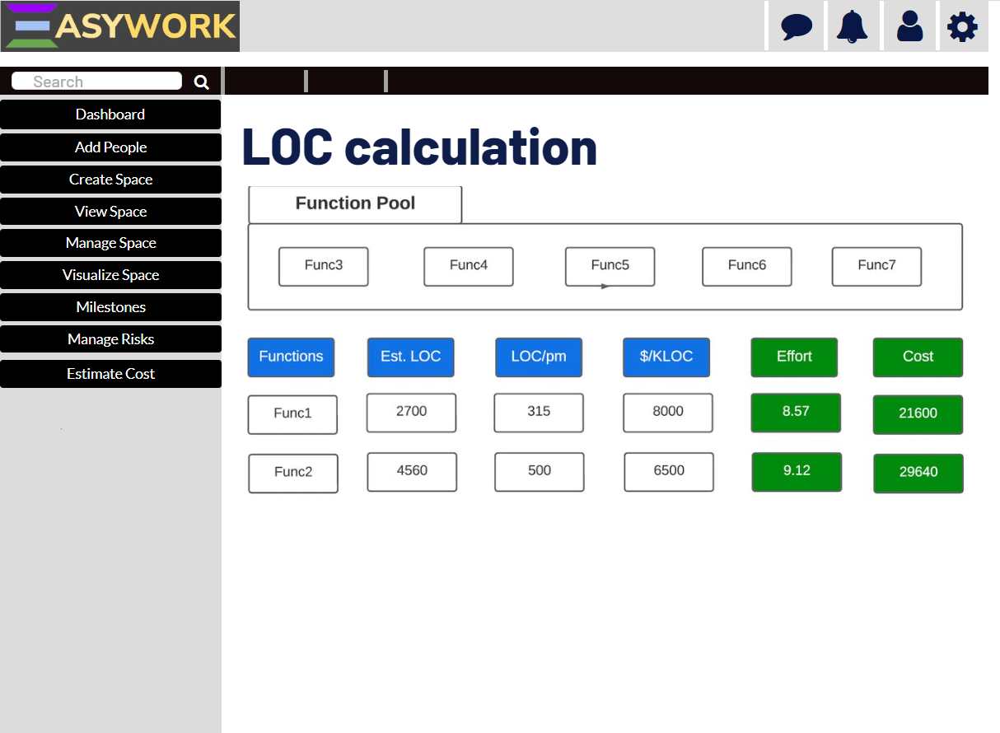 EASYWORK
Search
Dashboard
Add People
Create Space
View Space
Manage Space
Visualize Space
Milestones
Manage Risks
Estimate Cost
LOC calculation
Function Pool
Func3 Func4 Func5 Func6 Func7
Functions Est. LOC LOC/pm $/KLOC Effort Cost
Func1 2700 315 8000 8.57 21600
Func2 4560 500 6500 9.12 29640